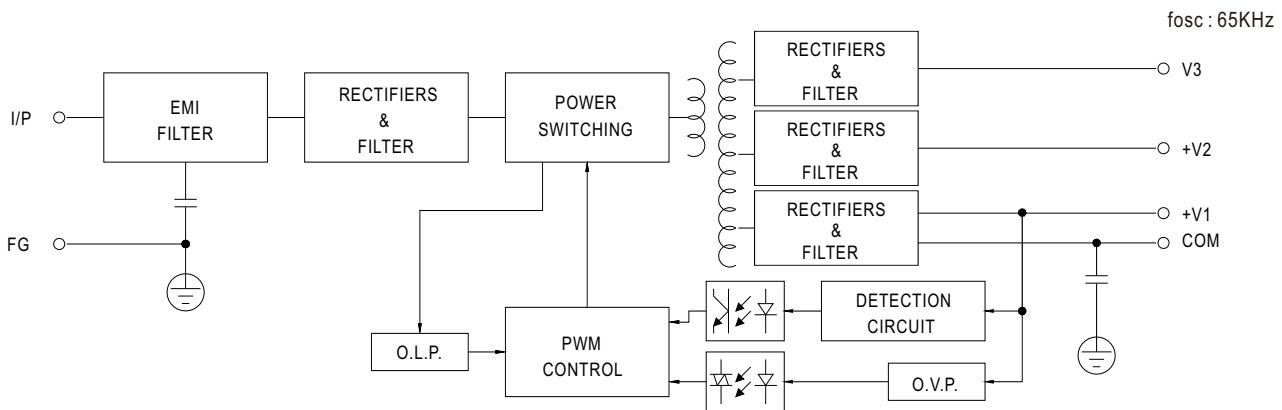 fosc : 65KHz
RECTIFIERS
&
FILTER
V3
I/P
EMI
FILTER
RECTIFIERS
&
FILTER
POWER
SWITCHING
RECTIFIERS
&
FILTER
+V2
RECTIFIERS
&
FILTER
+V1
COM
FG
O.L.P.
PWM
CONTROL
DETECTION
CIRCUIT
O.V.P.